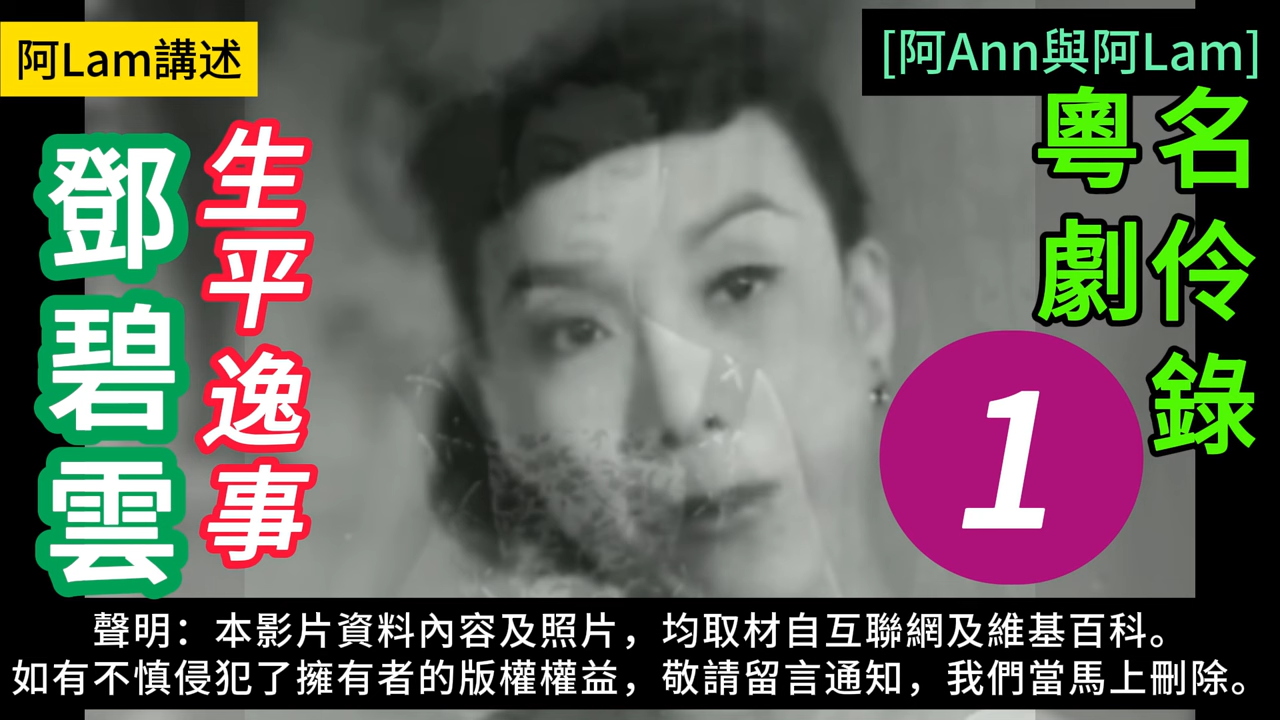 阿Lam講述
[阿Ann與阿Lam]
鄧碧雲
生平逸事
名伶錄
粵劇
1
聲明：本影片資料內容及照片，均取材自互聯網及維基百科。
如有不慎侵犯了擁有者的版權權益，敬請留言通知，我們當馬上刪除。